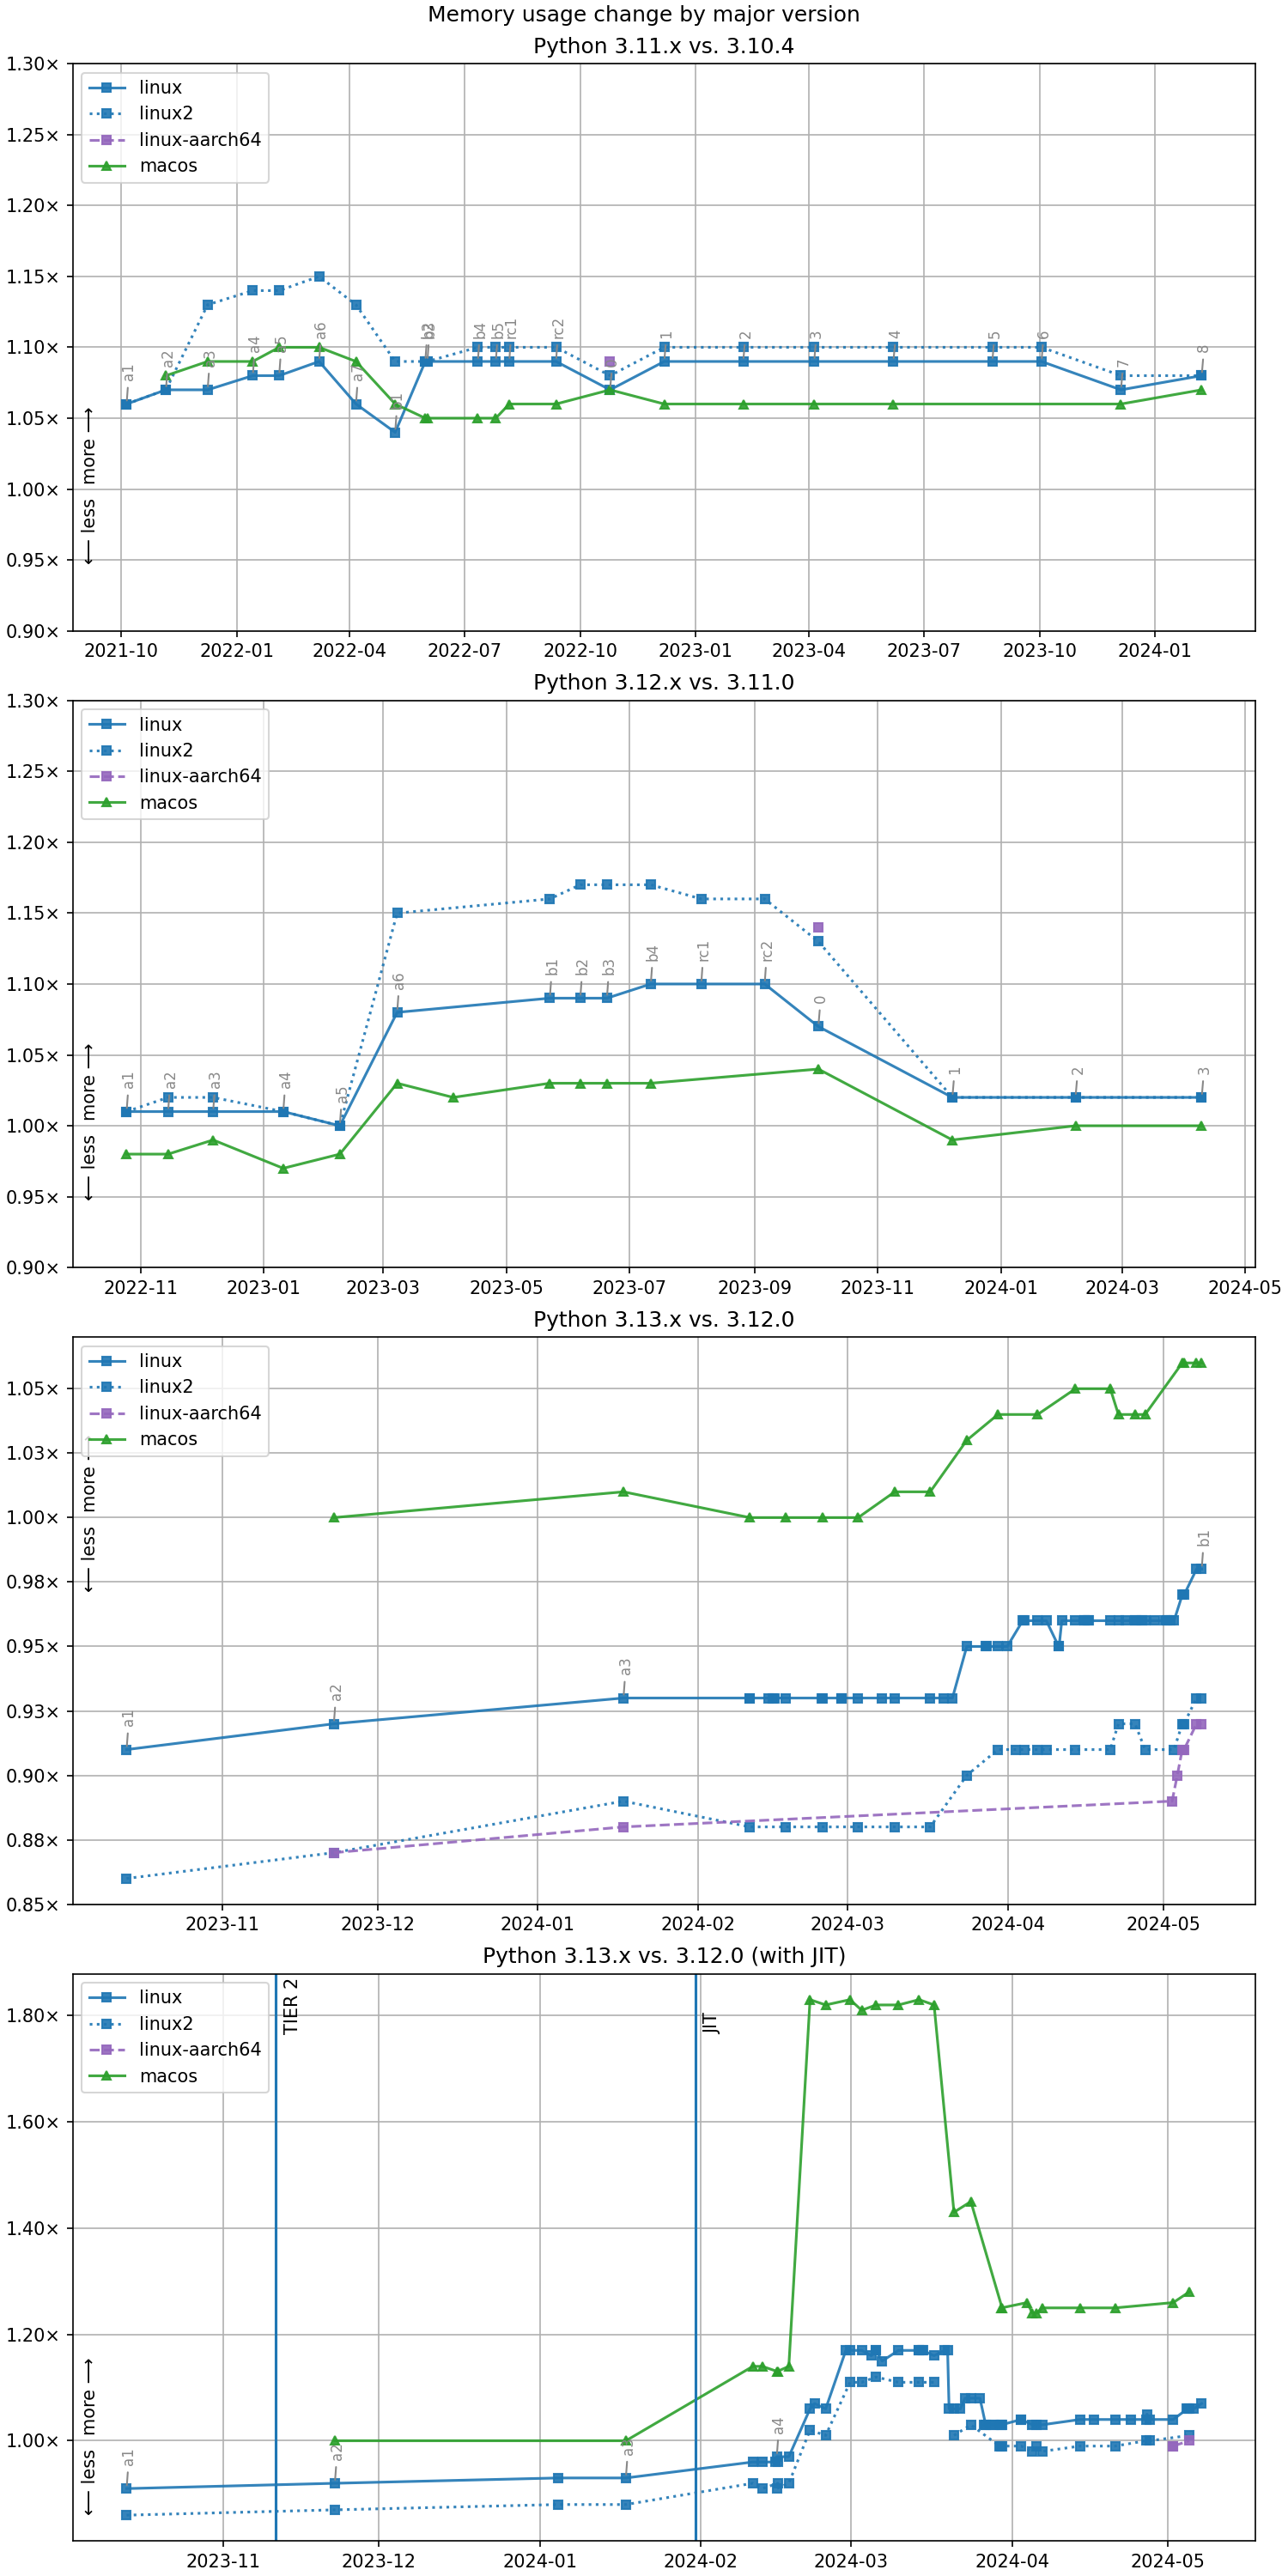 Memory usage change by major version
Python 3.11.x vs. 3.10.4
1.30×
1.25×
1.20×
1.15×
1.10×
1.05×
1.00×
0.95×
0.90×
linux
linux2
linux-aarch64
macos
← less more →
a1
a2
a3
a4
a5
a6
a7
b4
b5
rc1
rc2
1
2
3
4
5
6
7
8
2021-10 2022-01 2022-04 2022-07 2022-10 2023-01 2023-04 2023-07 2023-10 2024-01
Python 3.12.x vs. 3.11.0
1.30×
1.25×
1.20×
1.15×
1.10×
1.05×
1.00×
0.95×
0.90×
linux
linux2
linux-aarch64
macos
← less more →
a1
a2
a3
a4
a5
a6
b1
b2
b3
b4
rc1
rc2
0
1
2
3
2022-11 2023-01 2023-03 2023-05 2023-07 2023-09 2023-11 2024-01 2024-03 2024-05
Python 3.13.x vs. 3.12.0
1.05×
1.03×
1.00×
0.98×
0.95×
0.93×
0.90×
0.88×
0.85×
linux
linux2
linux-aarch64
macos
← less more
a1
a2
a3
b1
2023-11 2023-12 2024-01 2024-02 2024-03 2024-04 2024-05
Python 3.13.x vs. 3.12.0 (with JIT)
1.80×
1.60×
1.40×
1.20×
1.00×
linux
linux2
linux-aarch64
macos
← less more →
TIER 2
JIT
a1
a2
a3
a4
2023-11 2023-12 2024-01 2024-02 2024-03 2024-04 2024-05